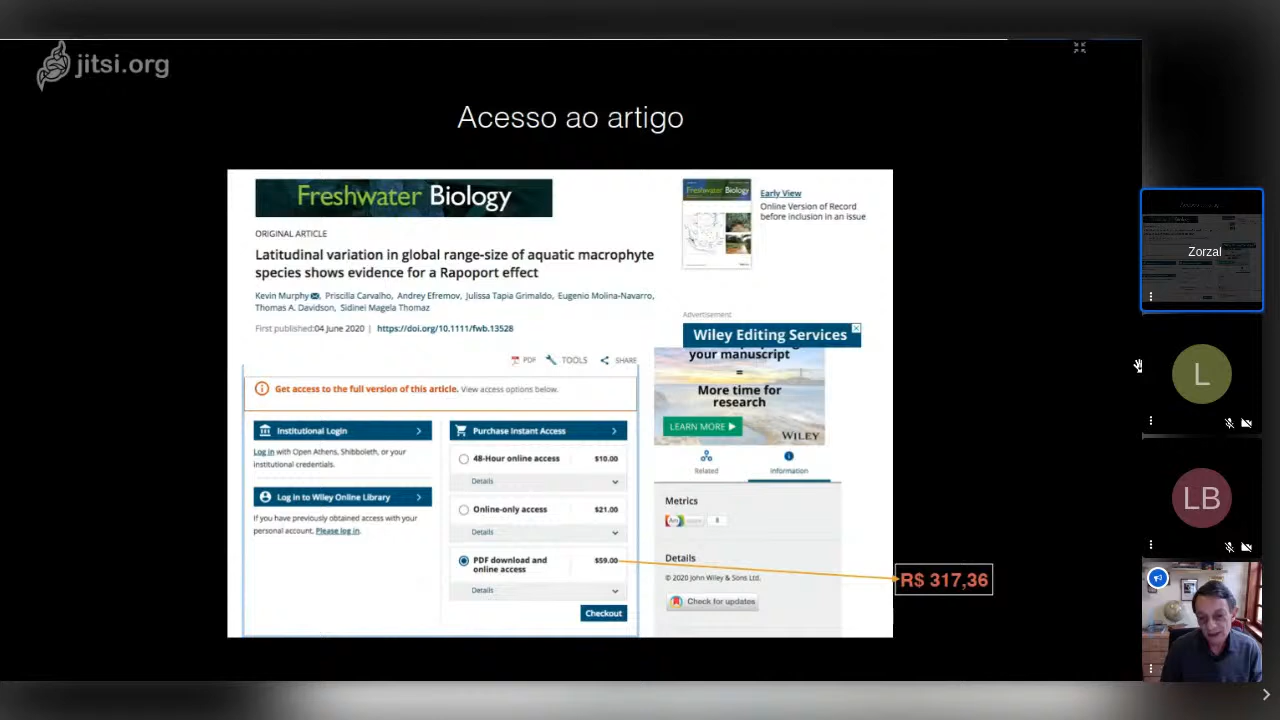 jitsi.org
Acesso ao artigo
Freshwater Biology
ORIGINAL ARTICLE
Latitudinal variation in global range-size of aquatic macrophyte
species shows evidence for a Rapoport effect
Kevin Murphy, Priscilla Carvalho, Andrey Efremov, Julissa Tapia Grimaldo, Eugenio Molina-Navarro,
Thomas A. Davidson, Sidinei Magela Thomaz
First published:04 June 2020 | https://doi.org/10.1111/fwb.13528
PDF TOOLS SHARE
Get access to the full version of this article. View access options below.
Institutional Login
Log in with Open Athens, Shibboleth, or your
institutional credentials.
Log in to Wiley Online Library
If you have previously obtained access with your
personal account, Please log in.
Purchase Instant Access
48-Hour online access $10.00
Details
Online-only access $21.00
Details
PDF download and
online access $59.00
Details
Checkout
Freshwater Biology
Early View
Online Version of Record
before inclusion in an issue
Advertisement
Wiley Editing Services
your manuscript
=
More time for
research
LEARN MORE
WILEY
Related
Information
Metrics
Am
8
Details
© 2020 John Wiley & Sons Ltd.
Check for updates
R$ 317,36
Zorzal
L
LB